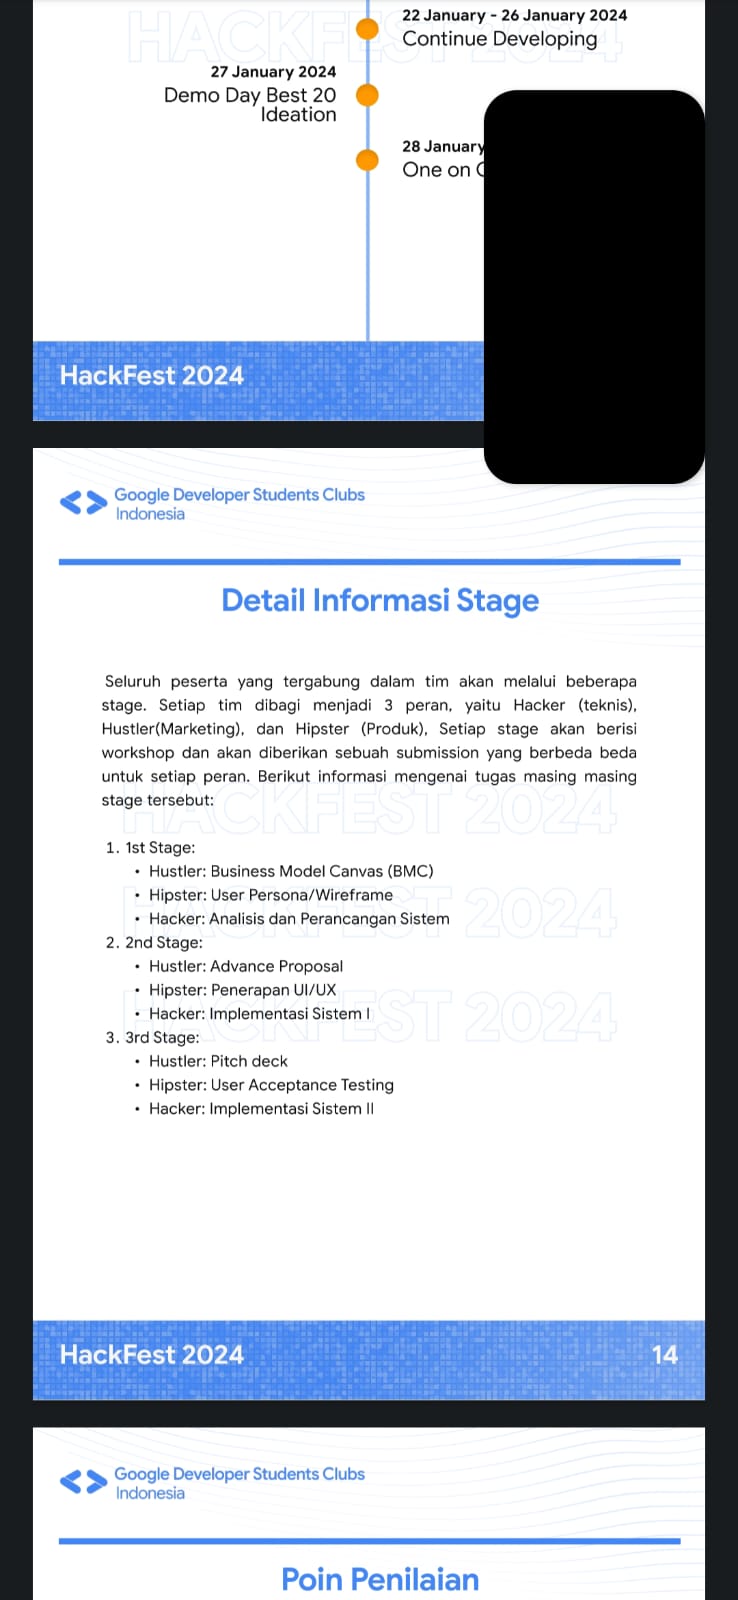 HACKFEST 2024
22 January - 26 January 2024
Continue Developing
27 January 2024
Demo Day Best 20
Ideation
28 January
One on
HackFest 2024
Google Developer Students Clubs
Indonesia
Detail Informasi Stage
Seluruh peserta yang tergabung dalam tim akan melalui beberapa
stage. Setiap tim dibagi menjadi 3 peran, yaitu Hacker (teknis),
Hustler(Marketing), dan Hipster (Produk), Setiap stage akan berisi
workshop dan akan diberikan sebuah submission yang berbeda beda
untuk setiap peran. Berikut informasi mengenai tugas masing masing
stage tersebut:
HACKFEST 2024
1. 1st Stage:
• Hustler: Business Model Canvas (BMC)
• Hipster: User Persona/Wireframe
HACKFEST 2024
• Hacker: Analisis dan Perancangan Sistem
2. 2nd Stage:
• Hustler: Advance Proposal
• Hipster: Penerapan UI/UX
• Hacker: Implementasi Sistem I
HACKFEST 2024
3. 3rd Stage:
• Hustler: Pitch deck
• Hipster: User Acceptance Testing
• Hacker: Implementasi Sistem II
HackFest 2024
14
Google Developer Students Clubs
Indonesia
Poin Penilaian